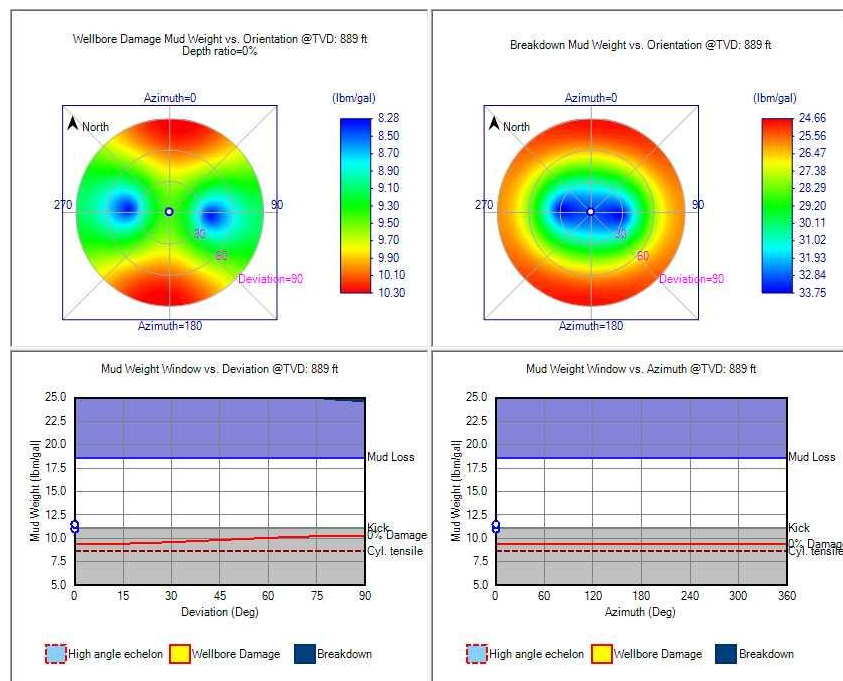 Wellbore Damage Mud Weight vs. Orientation @TVD: 889 ft
Depth ratio=0%
Azimuth=0
(lbm/gal)
North
270
90
30
60
Deviation=90
Azimuth=180
8.28
8.50
8.70
8.90
9.10
9.30
9.50
9.70
9.90
10.10
10.30
Breakdown Mud Weight vs. Orientation @TVD: 889 ft
Azimuth=0
(lbm/gal)
North
270
90
30
60
Deviation=90
Azimuth=180
24.66
25.56
26.47
27.38
28.29
29.20
30.11
31.02
31.93
32.84
33.75
Mud Weight Window vs. Deviation @TVD: 889 ft
Mud Weight (lbm/gal)
25.0
22.5
20.0
17.5
15.0
12.5
10.0
7.5
5.0
Mud Loss
Kick
0% Damage
Cyl. tensile
0 15 30 45 60 75 90
Deviation (Deg)
High angle echelon Wellbore Damage Breakdown
Mud Weight Window vs. Azimuth @TVD: 889 ft
Mud Weight (lbm/gal)
25.0
22.5
20.0
17.5
15.0
12.5
10.0
7.5
5.0
Mud Loss
Kick
0% Damage
Cyl. tensile
0 60 120 180 240 300 360
Azimuth (Deg)
High angle echelon Wellbore Damage Breakdown